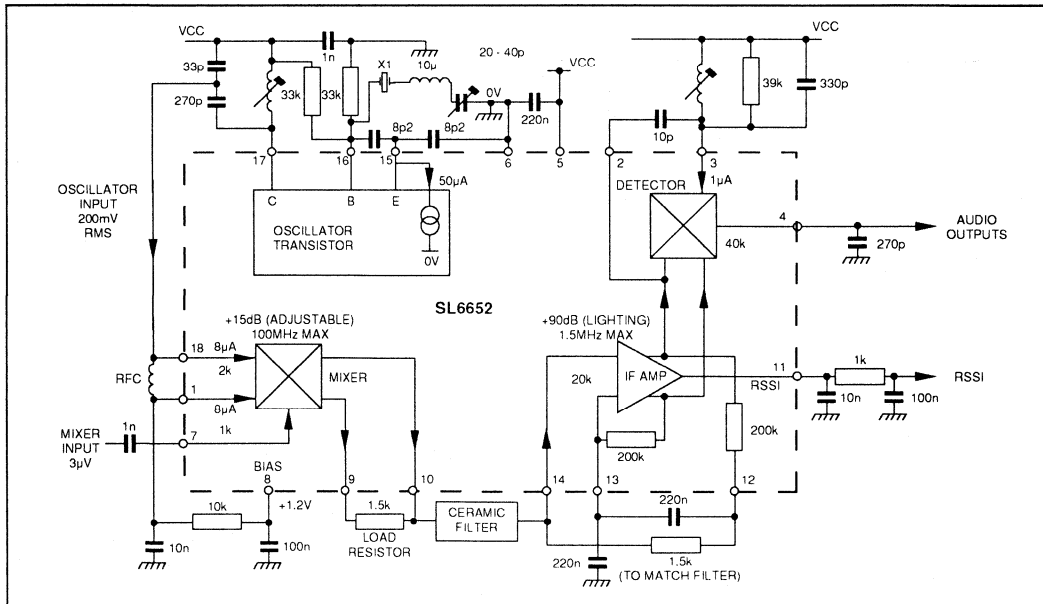 VCC
1n
10µ
20 - 40p
VCC
VCC
33p
X1
33k
33k
0V
220n
39k
330p
270p
8p2
8p2
10p
17
16
15
6
5
2
3
50µA
1µA
OSCILLATOR
INPUT
200mV
RMS
C
B
E
DETECTOR
4
AUDIO
OUTPUTS
OSCILLATOR
TRANSISTOR
0V
40k
270p
SL6652
+15dB (ADJUSTABLE)
100MHz MAX
+90dB (LIGHTING)
1.5MHz MAX
18
8µA
2k
RFC
MIXER
20k
IF AMP
RSSI
11
1k
RSSI
1
8µA
10n
100n
MIXER
INPUT
3µV
1n
7
1k
200k
200k
BIAS
8
+1.2V
9
10
14
13
12
10k
1.5k
CERAMIC
FILTER
220n
10n
100n
LOAD
RESISTOR
220n
1.5k
(TO MATCH FILTER)